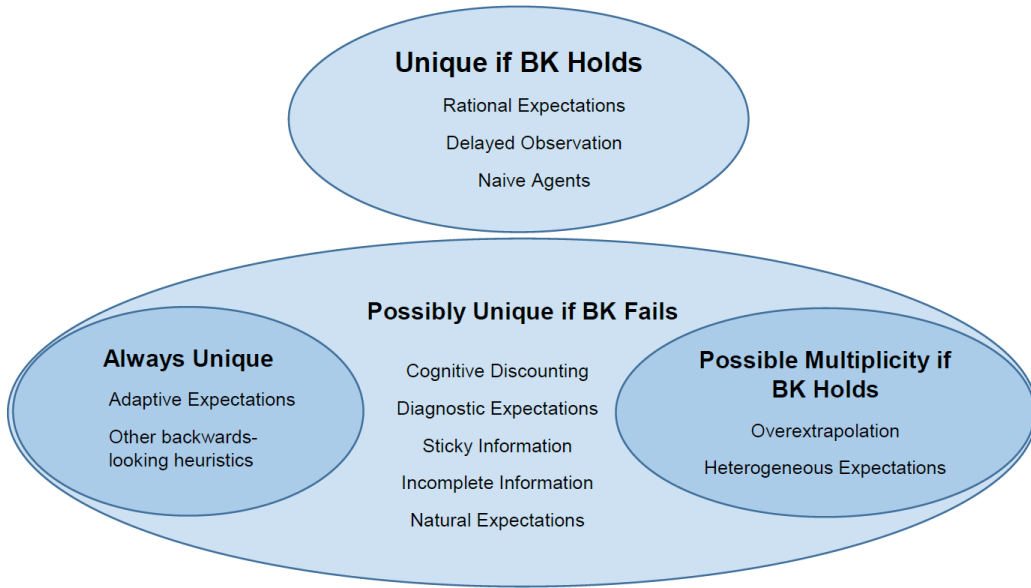 Unique if BK Holds
Rational Expectations
Delayed Observation
Naive Agents
Possibly Unique if BK Fails
Always Unique
Adaptive Expectations
Other backwards-
looking heuristics
Cognitive Discounting
Diagnostic Expectations
Sticky Information
Incomplete Information
Natural Expectations
Possible Multiplicity if
BK Holds
Overextrapolation
Heterogeneous Expectations